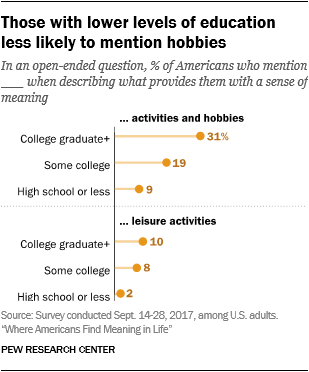 Those with lower levels of education
less likely to mention hobbies
In an open-ended question, % of Americans who mention
___ when describing what provides them with a sense of
meaning
... activities and hobbies
College graduate+ 31%
Some college 19
High school or less 9
... leisure activities
College graduate+ 10
Some college 8
High school or less 2
Source: Survey conducted Sept. 14-28, 2017, among U.S. adults.
“Where Americans Find Meaning in Life”
PEW RESEARCH CENTER